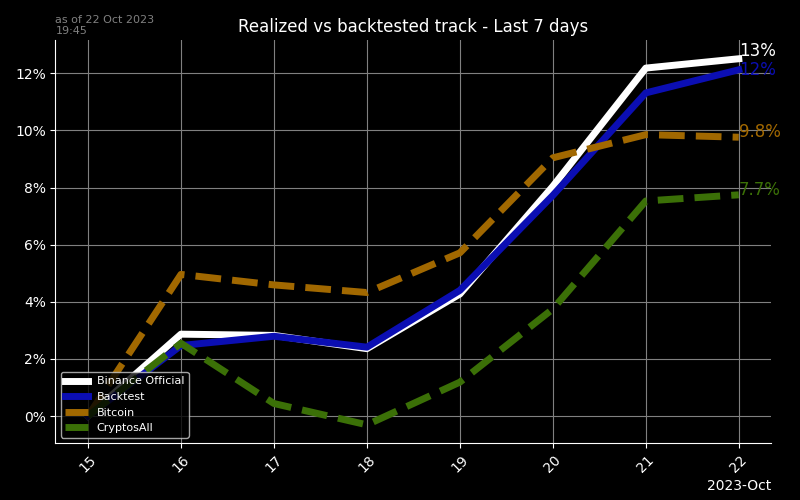 as of 22 Oct 2023
19:45
Realized vs backtested track - Last 7 days
13%
12%
9.8%
7.7%
12%
10%
8%
6%
4%
2%
0%
Binance Official
Backtest
Bitcoin
CryptosAll
15
16
17
18
19
20
21
22
2023-Oct